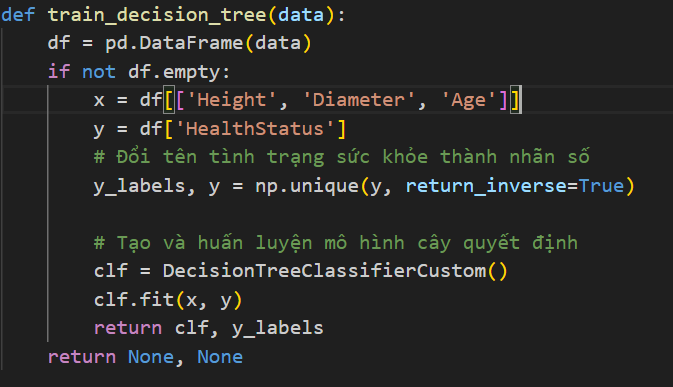 def train_decision_tree(data):
    df = pd.DataFrame(data)
    if not df.empty:
        x = df[['Height', 'Diameter', 'Age']]
        y = df['HealthStatus']
        # Đổi tên tình trạng sức khỏe thành nhãn số
        y_labels, y = np.unique(y, return_inverse=True)

        # Tạo và huấn luyện mô hình cây quyết định
        clf = DecisionTreeClassifierCustom()
        clf.fit(x, y)
        return clf, y_labels
    return None, None